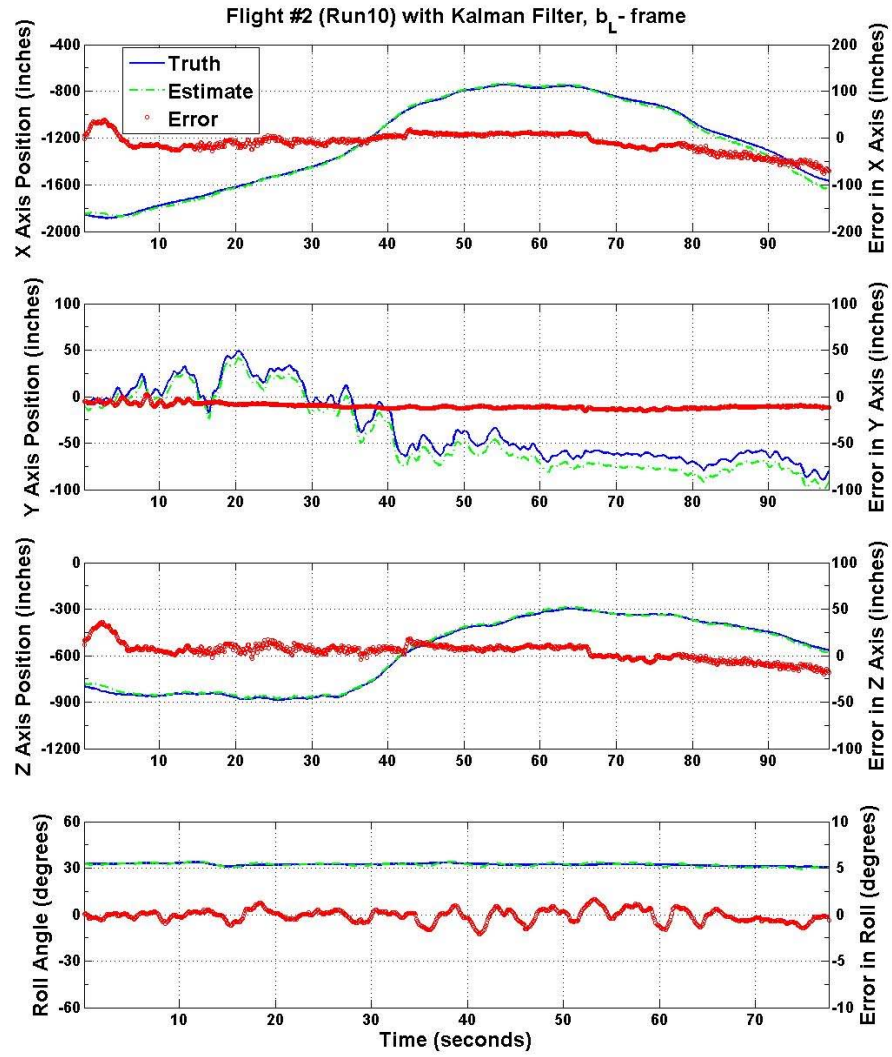 Flight #2 (Run10) with Kalman Filter, b_L- frame
X Axis Position (inches)
-400
-800
-1200
-1600
-2000
Truth
Estimate
Error
200
100
0
-100
-200
Error in X Axis (inches)
10 20 30 40 50 60 70 80 90
Y Axis Position (inches)
100
50
0
-50
-100
100
50
0
-50
-100
Error in Y Axis (inches)
10 20 30 40 50 60 70 80 90
Z Axis Position (inches)
0
-300
-600
-900
-1200
100
50
0
-50
-100
Error in Z Axis (inches)
10 20 30 40 50 60 70 80 90
Roll Angle (degrees)
60
30
0
-30
-60
10
5
0
-5
-10
Error in Roll (degrees)
10 20 30 40 50 60 70
Time (seconds)